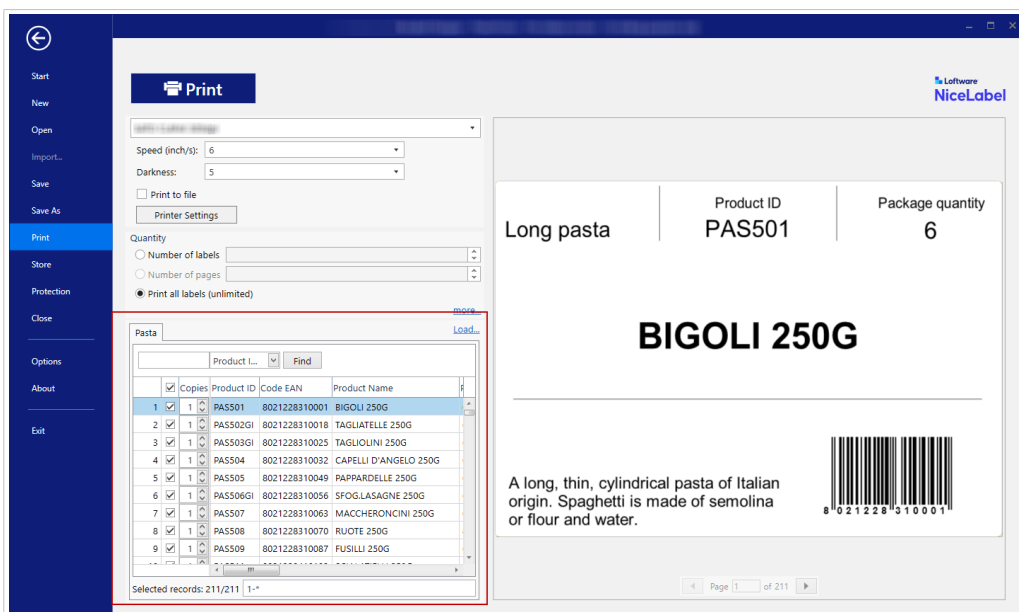 Start
New
Open
Import...
Save
Save As
Print
Store
Protection
Close
Options
About
Exit
Print
Speed (inch/s): 6
Darkness: 5
Print to file
Printer Settings
Quantity
Number of labels
Number of pages
Print all labels (unlimited)
more...
Load...
Pasta
Product I... Find
Copies Product ID Code EAN Product Name
1 1 PAS501 8021228310001 BIGOLI 250G
2 1 PAS502GI 8021228310018 TAGLIATELLE 250G
3 1 PAS503GI 8021228310025 TAGLIOLINI 250G
4 1 PAS504 8021228310032 CAPELLI D'ANGELO 250G
5 1 PAS505 8021228310049 PAPPARDELLE 250G
6 1 PAS506GI 8021228310056 SFOG.LASAGNE 250G
7 1 PAS507 8021228310063 MACCHERONCINI 250G
8 1 PAS508 8021228310070 RUOTE 250G
9 1 PAS509 8021228310087 FUSILLI 250G
Selected records: 211/211 1-*
Loftware
NiceLabel
Long pasta
Product ID
PAS501
Package quantity
6
BIGOLI 250G
A long, thin, cylindrical pasta of Italian
origin. Spaghetti is made of semolina
or flour and water.
8 021228 310001
Page 1 of 211